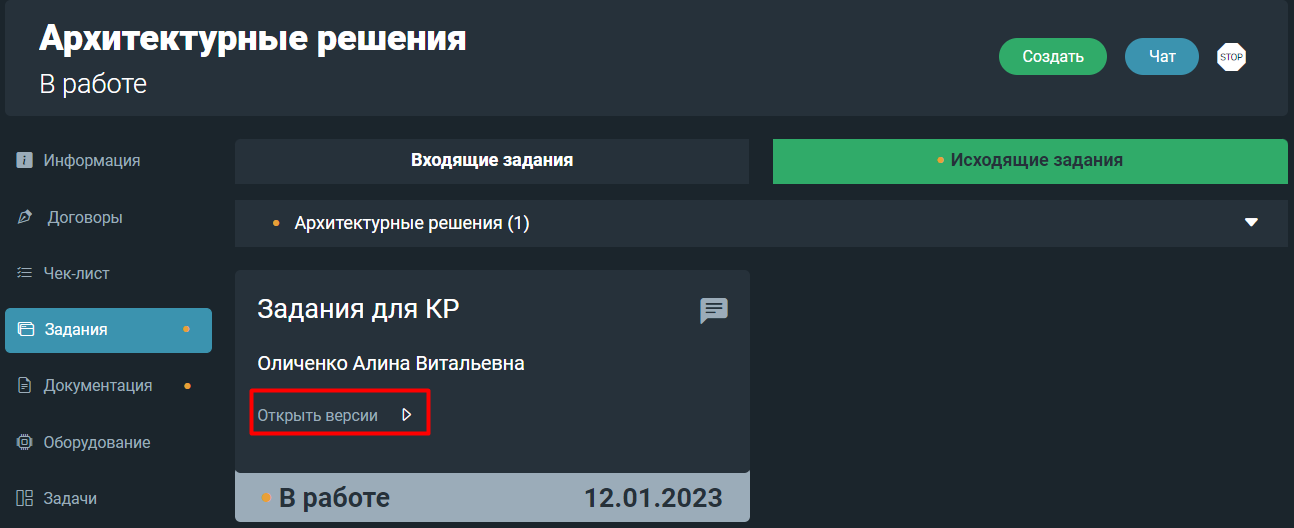 Архитектурные решения
В работе
Создать
Чат
STOP
Информация
Договоры
Чек-лист
Задания
Документация
Оборудование
Задачи
Входящие задания
Исходящие задания
Архитектурные решения (1)
Задания для КР
Оличенко Алина Витальевна
Открыть версии
В работе 12.01.2023